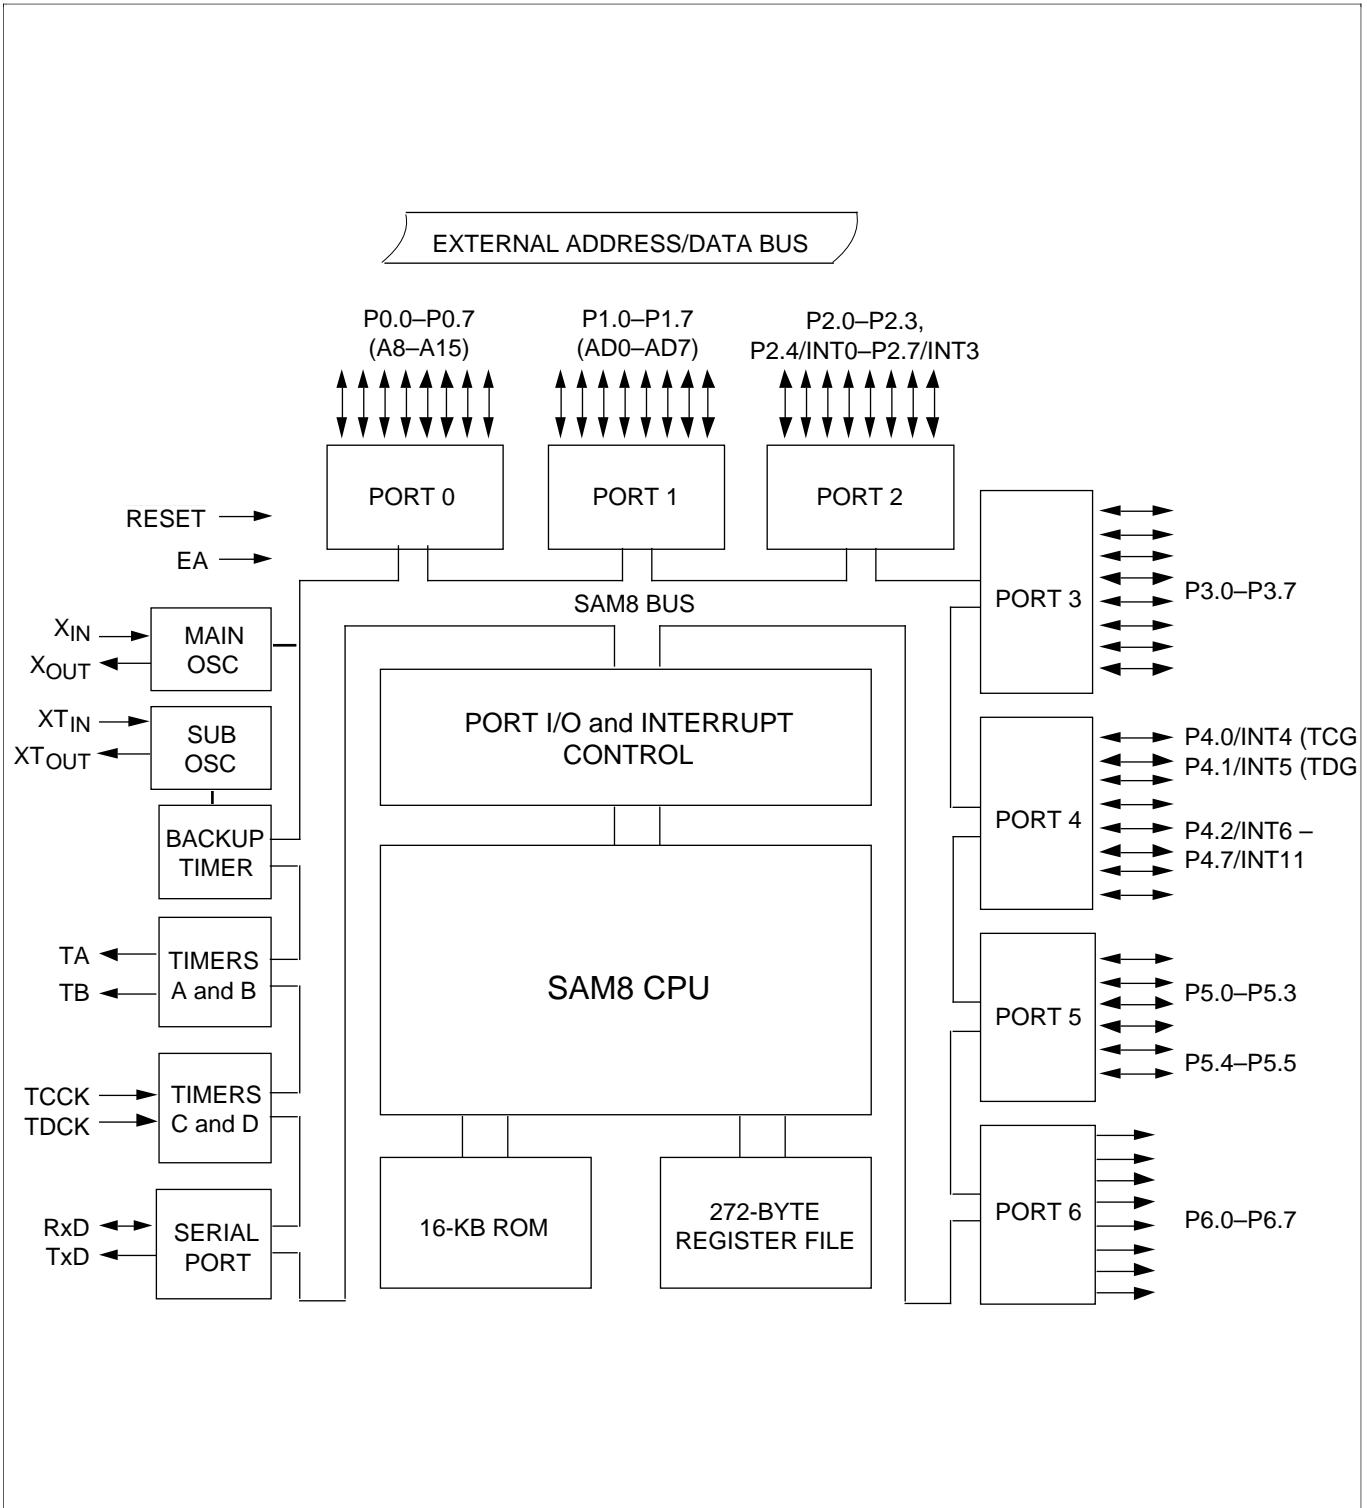 EXTERNAL ADDRESS/DATA BUS
P0.0–P0.7
(A8–A15)
P1.0–P1.7
(AD0–AD7)
P2.0–P2.3,
P2.4/INT0–P2.7/INT3
PORT 0
PORT 1
PORT 2
RESET
EA
PORT 3
P3.0–P3.7
SAM8 BUS
XIN
XOUT
MAIN
OSC
XTIN
XTOUT
SUB
OSC
PORT I/O and INTERRUPT
CONTROL
P4.0/INT4 (TCG
P4.1/INT5 (TDG
PORT 4
P4.2/INT6 –
P4.7/INT11
BACKUP
TIMER
TA
TB
TIMERS
A and B
SAM8 CPU
PORT 5
P5.0–P5.3
P5.4–P5.5
TCCK
TDCK
TIMERS
C and D
RxD
TxD
SERIAL
PORT
16-KB ROM
272-BYTE
REGISTER FILE
PORT 6
P6.0–P6.7